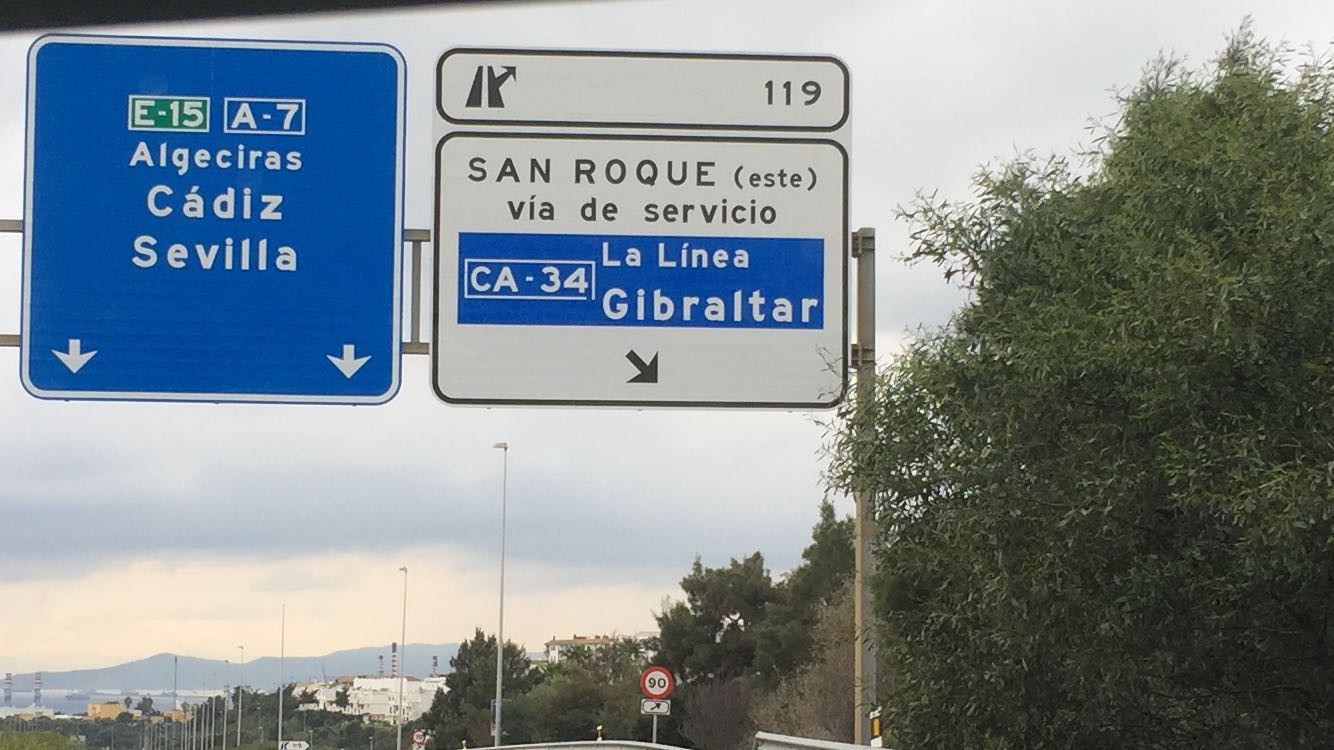 E-15 A-7
Algeciras
Cádiz
Sevilla
119
SAN ROQUE (este)
vía de servicio
CA-34 La Línea
Gibraltar
90